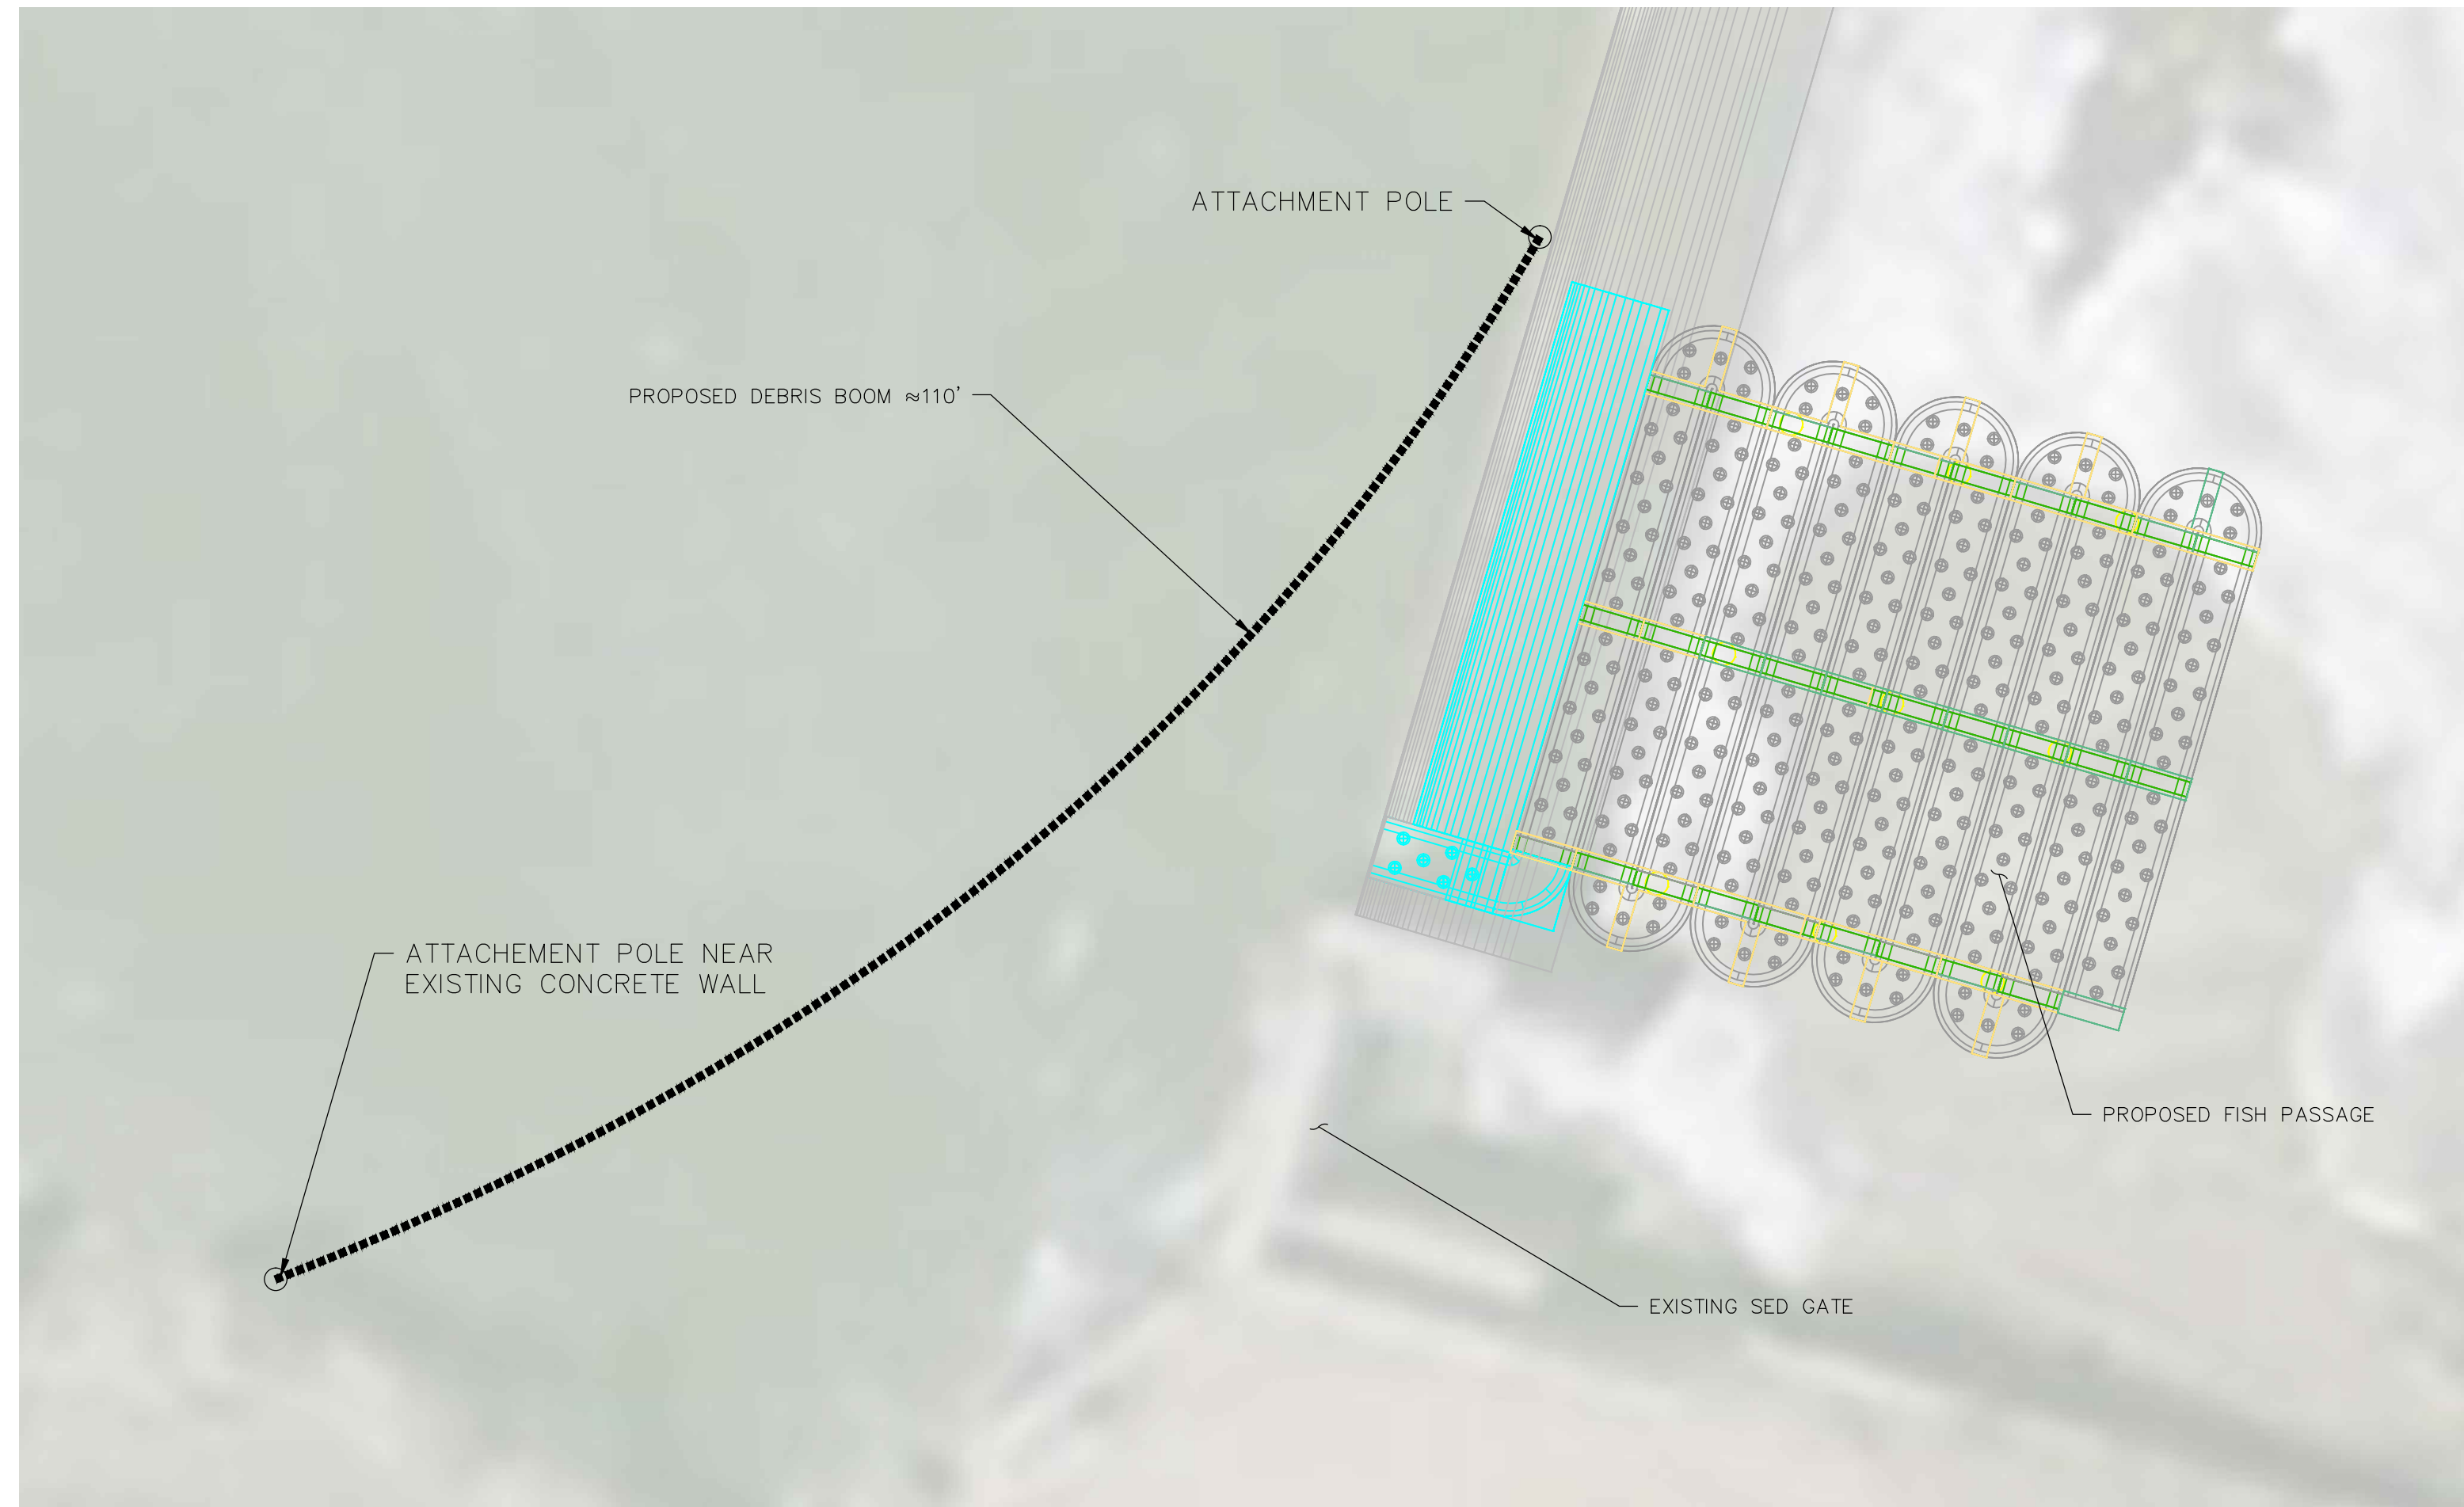 ATTACHMENT POLE
PROPOSED DEBRIS BOOM ≈110'
ATTACHEMENT POLE NEAR
EXISTING CONCRETE WALL
PROPOSED FISH PASSAGE
EXISTING SED GATE